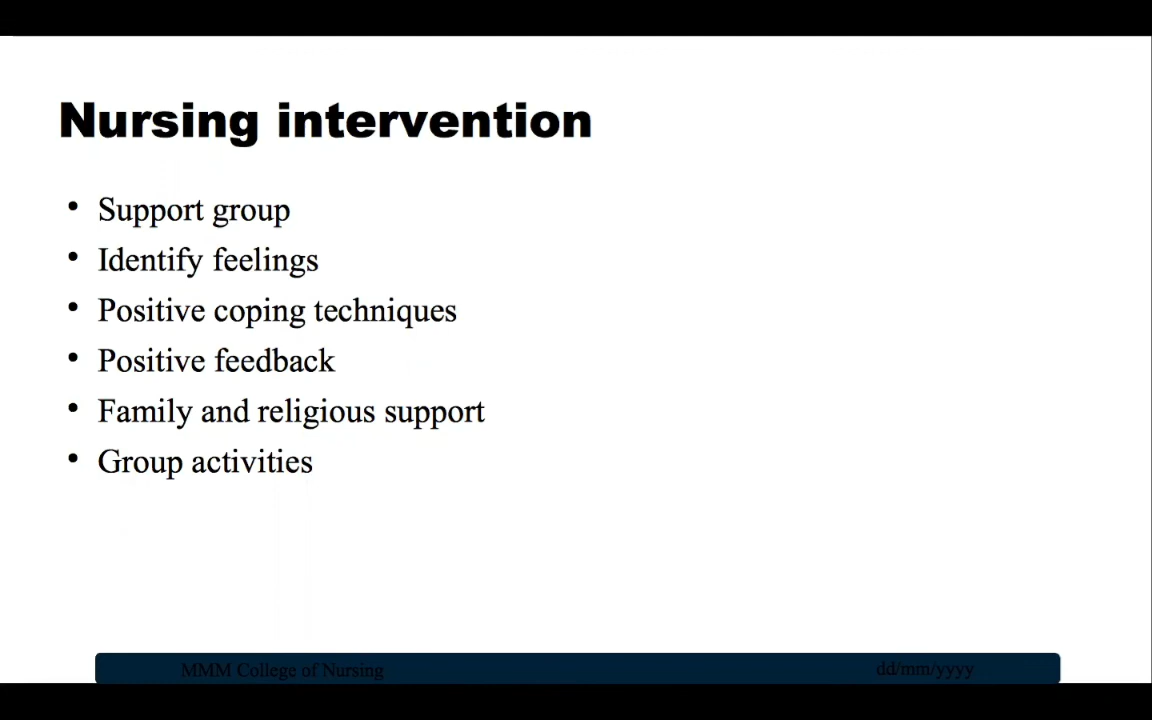 Nursing intervention
• Support group
• Identify feelings
• Positive coping techniques
• Positive feedback
• Family and religious support
• Group activities
MMM College of Nursing dd/mm/yyyy